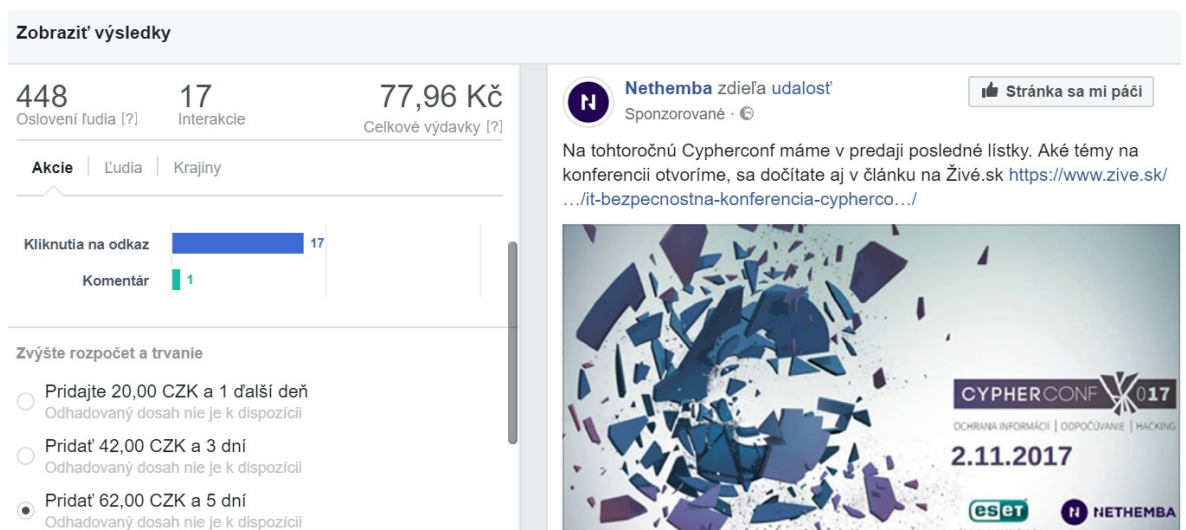 Zobraziť výsledky
448
Oslovení ľudia [?]
17
Interakcie
77,96 Kč
Celkové výdavky [?]
Akcie
Ľudia
Krajiny
Kliknutia na odkaz 17
Komentár 1
Zvýšte rozpočet a trvanie
Pridajte 20,00 CZK a 1 ďalší deň
Odhadovaný dosah nie je k dispozícii
Pridať 42,00 CZK a 3 dní
Odhadovaný dosah nie je k dispozícii
Pridať 62,00 CZK a 5 dní
Odhadovaný dosah nie je k dispozícii
N
Nethemba zdieľa udalosť
Sponzorované ·
Stránka sa mi páči
Na tohtoročnú Cypherconf máme v predaji posledné lístky. Aké témy na
konferencii otvoríme, sa dočítate aj v článku na Živé.sk https://www.zive.sk/
…/it-bezpecnostna-konferencia-cypherco…/
CYPHERCONF 017
OCHRANA INFORMÁCIÍ | ODPOČÚVANIE | HACKING
2.11.2017
eset
N NETHEMBA